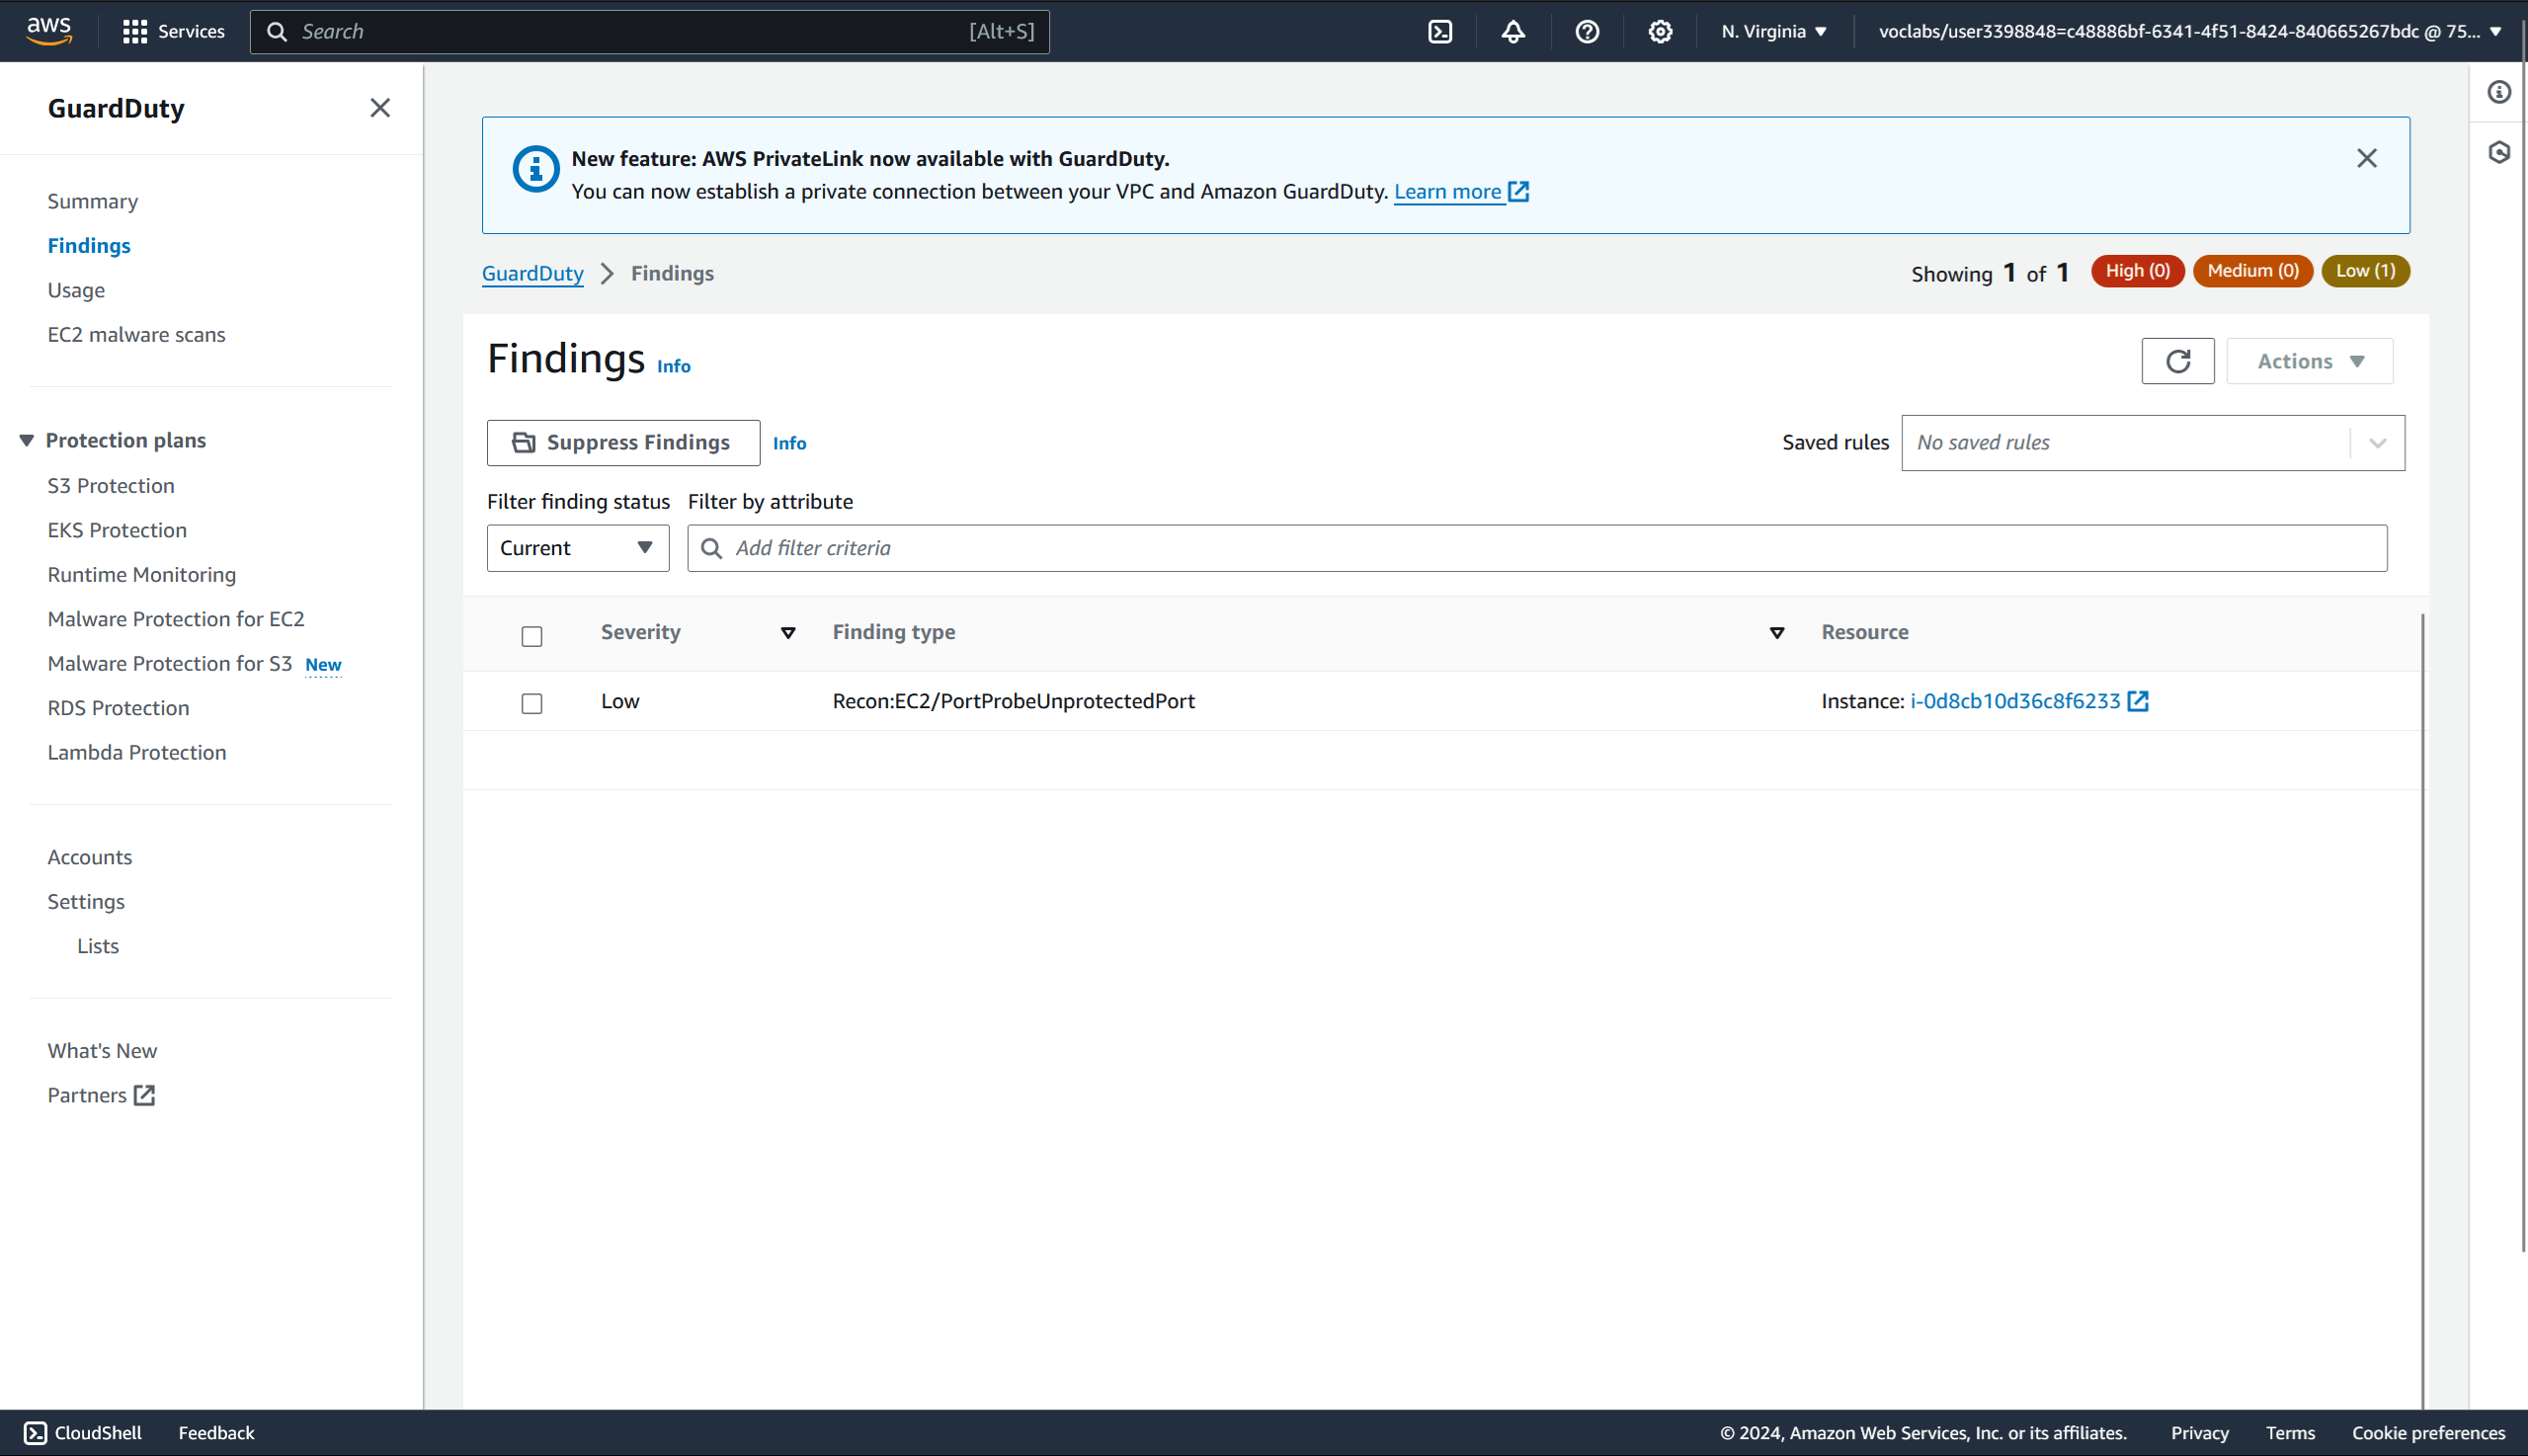 aws
Services
Search [Alt+S]
N. Virginia
voclabs/user3398848=c48886bf-6341-4f51-8424-840665267bdc @ 75...
GuardDuty
Summary
Findings
Usage
EC2 malware scans
Protection plans
S3 Protection
EKS Protection
Runtime Monitoring
Malware Protection for EC2
Malware Protection for S3 New
RDS Protection
Lambda Protection
Accounts
Settings
Lists
What's New
Partners
New feature: AWS PrivateLink now available with GuardDuty.
You can now establish a private connection between your VPC and Amazon GuardDuty. Learn more
GuardDuty Findings
Showing 1 of 1 High (0) Medium (0) Low (1)
Findings Info
Actions
Suppress Findings Info
Saved rules No saved rules
Filter finding status Filter by attribute
Current Add filter criteria
Severity Finding type Resource
Low Recon:EC2/PortProbeUnprotectedPort Instance: i-0d8cb10d36c8f6233
CloudShell Feedback © 2024, Amazon Web Services, Inc. or its affiliates. Privacy Terms Cookie preferences